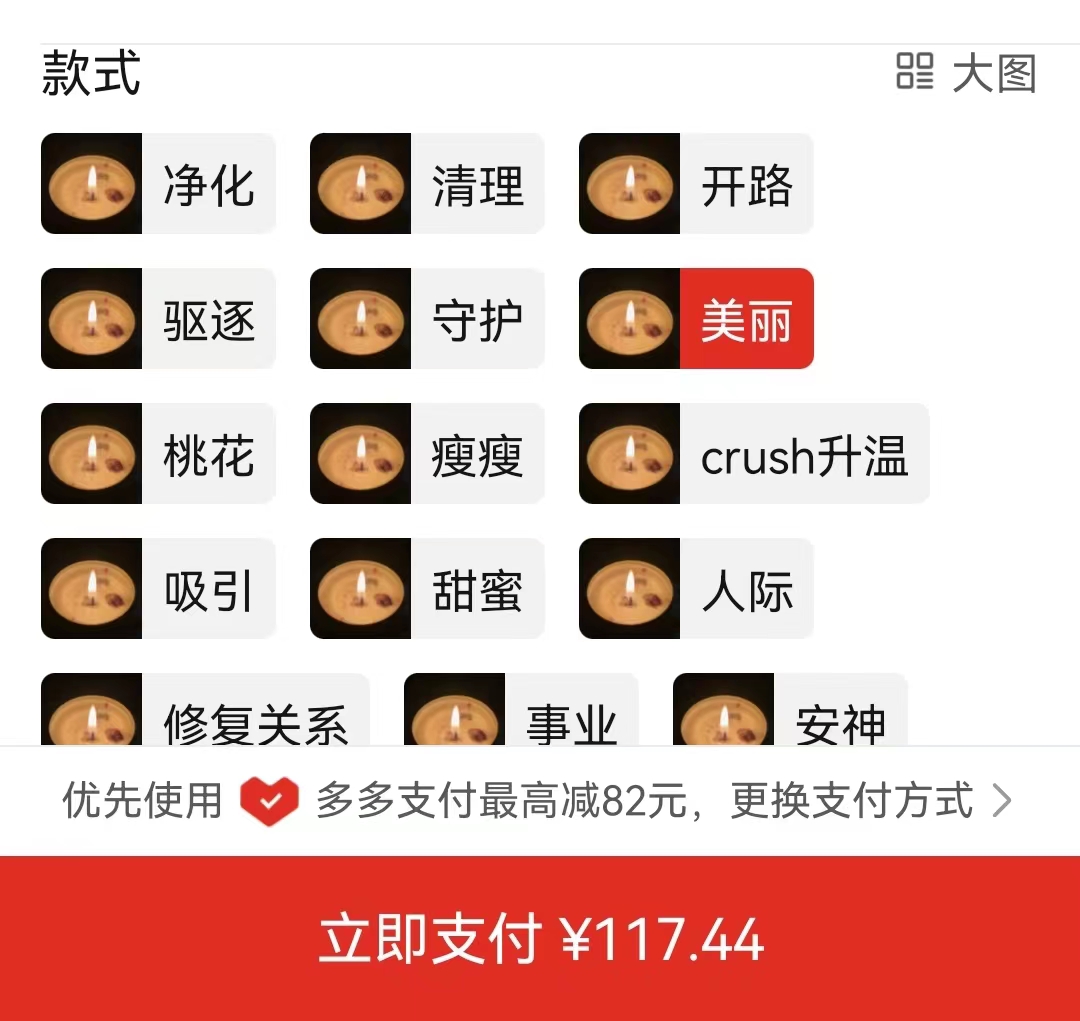 款式 大图
净化 清理 开路
驱逐 守护 美丽
桃花 瘦瘦 crush升温
吸引 甜蜜 人际
修复关系 事业 安神
优先使用 多多支付最高减82元，更换支付方式
立即支付 ¥117.44